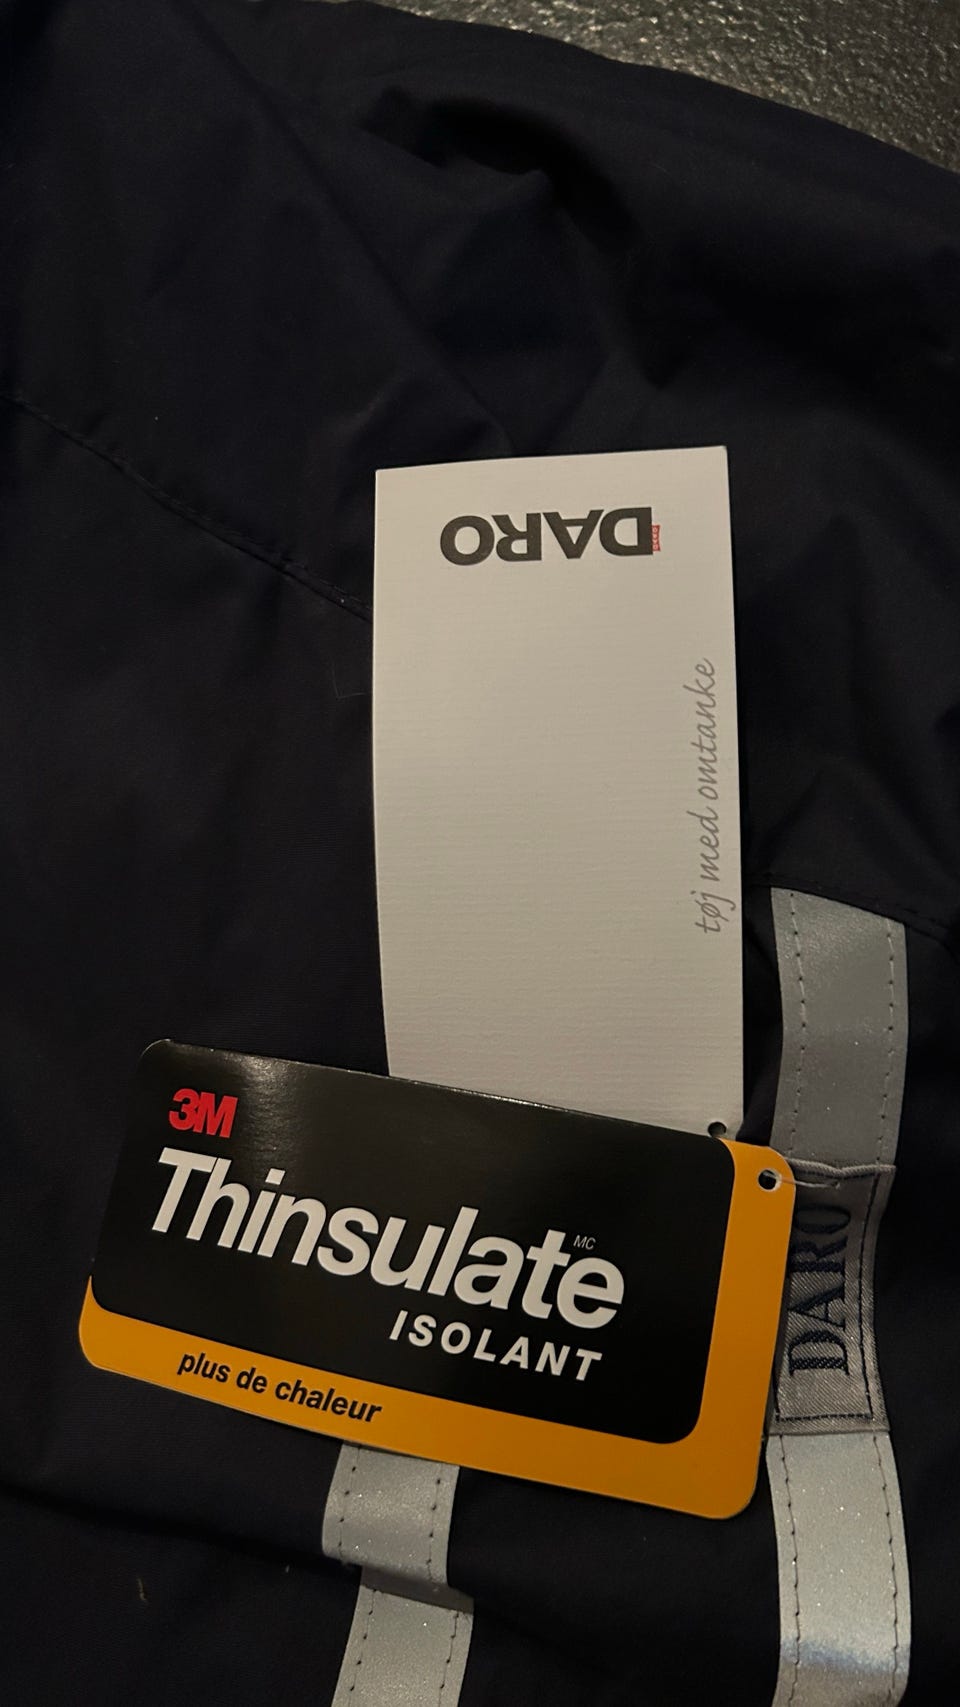 DARO
tøj med omtanke
3M
Thinsulate MC
ISOLANT
plus de chaleur
DARO